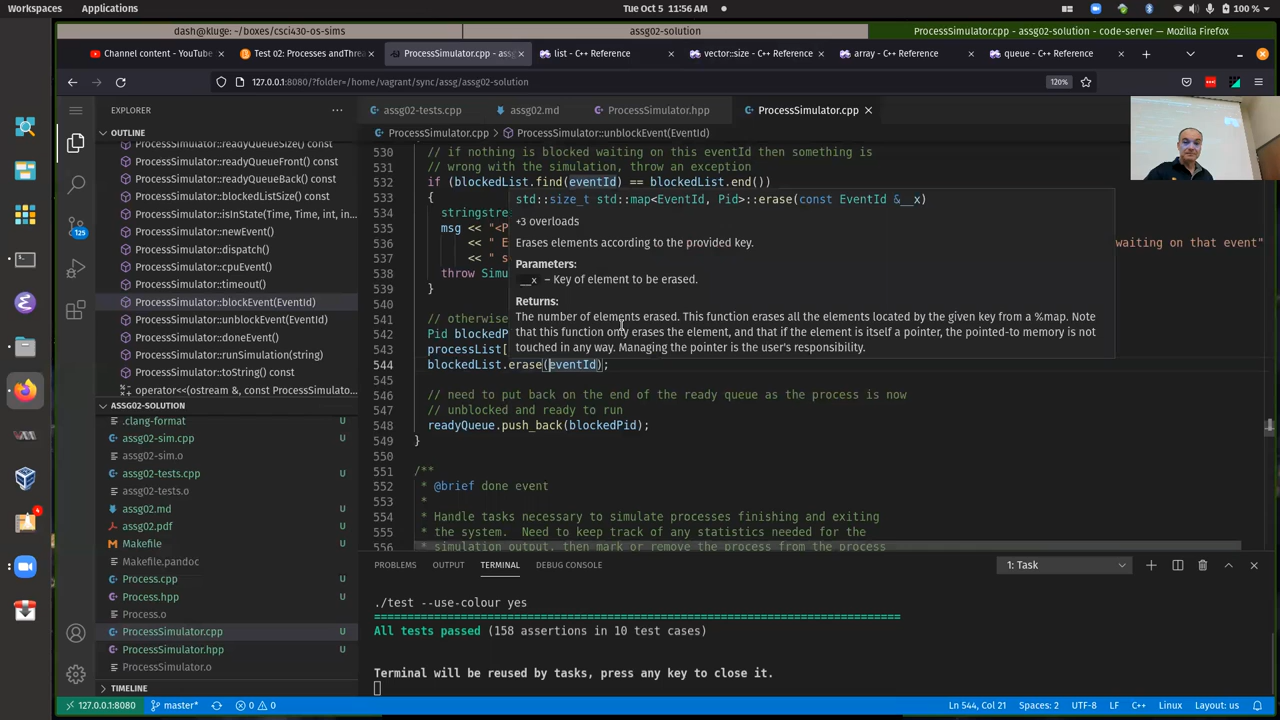 Workspaces Applications Tue Oct 5 11:56 AM 100 %
dash@kluge: ~/boxes/csci430-os-sims assg02-solution ProcessSimulator.cpp - assg02-solution - code-server — Mozilla Firefox
Channel content - YouTube Test 02: Processes andThrea ProcessSimulator.cpp - assg list - C++ Reference vector::size - C++ Reference array - C++ Reference queue - C++ Reference
127.0.0.1:8080/?folder=/home/vagrant/sync/assg/assg02-solution 120%
EXPLORER
OUTLINE
ProcessSimulator::readyQueueSize() const
ProcessSimulator::readyQueueFront() const
ProcessSimulator::readyQueueBack() const
ProcessSimulator::blockedListSize() const
ProcessSimulator::isInState(Time, Time, int, in
ProcessSimulator::newEvent()
ProcessSimulator::dispatch()
ProcessSimulator::cpuEvent()
ProcessSimulator::timeout()
ProcessSimulator::blockEvent(EventId)
ProcessSimulator::unblockEvent(EventId)
ProcessSimulator::doneEvent()
ProcessSimulator::runSimulation(string)
ProcessSimulator::toString() const
operator<<(ostream &, const ProcessSimulator
ASSG02-SOLUTION
.clang-format U
assg02-sim.cpp U
assg02-sim.o
assg02-tests.cpp U
assg02-tests.o
assg02.md U
assg02.pdf U
Makefile U
Makefile.pandoc
Process.cpp U
Process.hpp U
Process.o
ProcessSimulator.cpp U
ProcessSimulator.hpp U
ProcessSimulator.o
TIMELINE
125
4
assg02-tests.cpp assg02.md ProcessSimulator.hpp ProcessSimulator.cpp
ProcessSimulator.cpp > ProcessSimulator::unblockEvent(EventId)
530 // if nothing is blocked waiting on this eventId then something is
531 // wrong with the simulation, throw an exception
532 if (blockedList.find(eventId) == blockedList.end())
533 {
534 stringstre
535 msg << "<P
536 << " E waiting on that event"
537 << " s
538 throw Simu
539 }
540
541 // otherwise
542 Pid blockedP
543 processList[
544 blockedList.erase(eventId);
545
546 // need to put back on the end of the ready queue as the process is now
547 // unblocked and ready to run
548 readyQueue.push_back(blockedPid);
549 }
550
551 /**
552 * @brief done event
553 *
554 * Handle tasks necessary to simulate processes finishing and exiting
555 * the system. Need to keep track of any statistics needed for the
556 * simulation output, then mark or remove the process from the process
std::size_t std::map<EventId, Pid>::erase(const EventId &__x)
+3 overloads
Erases elements according to the provided key.
Parameters:
__x – Key of element to be erased.
Returns:
The number of elements erased. This function erases all the elements located by the given key from a %map. Note
that this function only erases the element, and that if the element is itself a pointer, the pointed-to memory is not
touched in any way. Managing the pointer is the user's responsibility.
PROBLEMS OUTPUT TERMINAL DEBUG CONSOLE 1: Task
./test --use-colour yes
===============================================================================
All tests passed (158 assertions in 10 test cases)
Terminal will be reused by tasks, press any key to close it.
127.0.0.1:8080 master* 0 0 Ln 544, Col 21 Spaces: 2 UTF-8 LF C++ Linux Layout: us